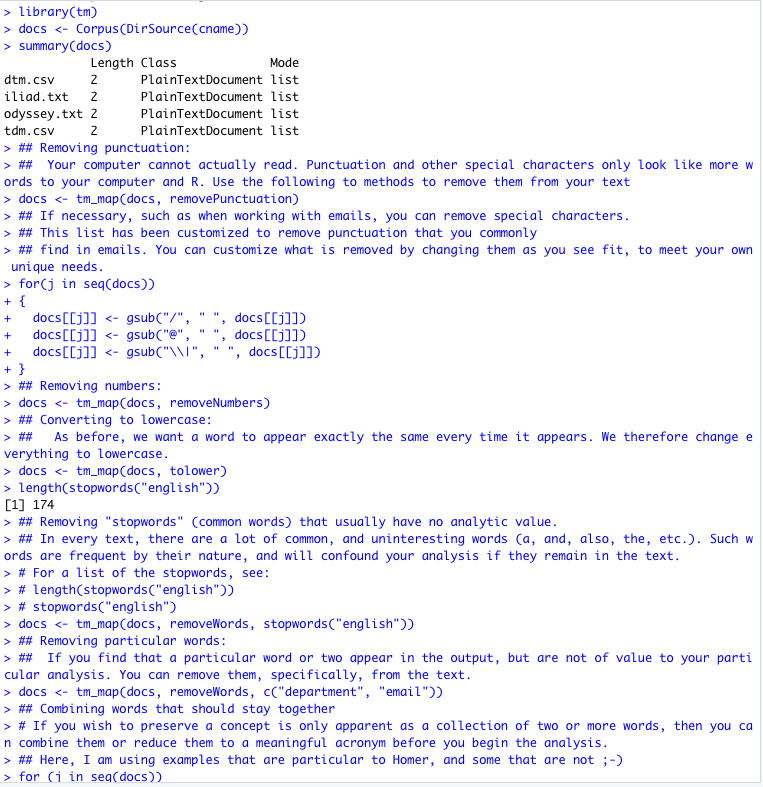 > library(tm)
> docs <- Corpus(DirSource(cname))
> summary(docs)
            Length Class             Mode
dtm.csv     2      PlainTextDocument list
iliad.txt   2      PlainTextDocument list
odyssey.txt 2      PlainTextDocument list
tdm.csv     2      PlainTextDocument list
> ## Removing punctuation:
> ##  Your computer cannot actually read. Punctuation and other special characters only look like more w
ords to your computer and R. Use the following to methods to remove them from your text
> docs <- tm_map(docs, removePunctuation)
> ## If necessary, such as when working with emails, you can remove special characters.
> ## This list has been customized to remove punctuation that you commonly
> ## find in emails. You can customize what is removed by changing them as you see fit, to meet your own
 unique needs.
> for(j in seq(docs))
+ {
+   docs[[j]] <- gsub("/", " ", docs[[j]])
+   docs[[j]] <- gsub("@", " ", docs[[j]])
+   docs[[j]] <- gsub("\\|", " ", docs[[j]])
+ }
> ## Removing numbers:
> docs <- tm_map(docs, removeNumbers)
> ## Converting to lowercase:
> ##   As before, we want a word to appear exactly the same every time it appears. We therefore change e
verything to lowercase.
> docs <- tm_map(docs, tolower)
> length(stopwords("english"))
[1] 174
> ## Removing "stopwords" (common words) that usually have no analytic value.
> ## In every text, there are a lot of common, and uninteresting words (a, and, also, the, etc.). Such w
ords are frequent by their nature, and will confound your analysis if they remain in the text.
> # For a list of the stopwords, see:
> # length(stopwords("english"))
> # stopwords("english")
> docs <- tm_map(docs, removeWords, stopwords("english"))
> ## Removing particular words:
> ##  If you find that a particular word or two appear in the output, but are not of value to your parti
cular analysis. You can remove them, specifically, from the text.
> docs <- tm_map(docs, removeWords, c("department", "email"))
> ## Combining words that should stay together
> # If you wish to preserve a concept is only apparent as a collection of two or more words, then you ca
n combine them or reduce them to a meaningful acronym before you begin the analysis.
> ## Here, I am using examples that are particular to Homer, and some that are not ;-)
> for (j in seq(docs))